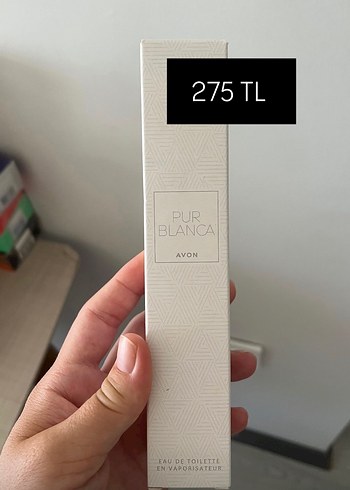 275 TL
PUR
BLANCA
AVON
EAU DE TOILETTE
EN VAPORISATEUR